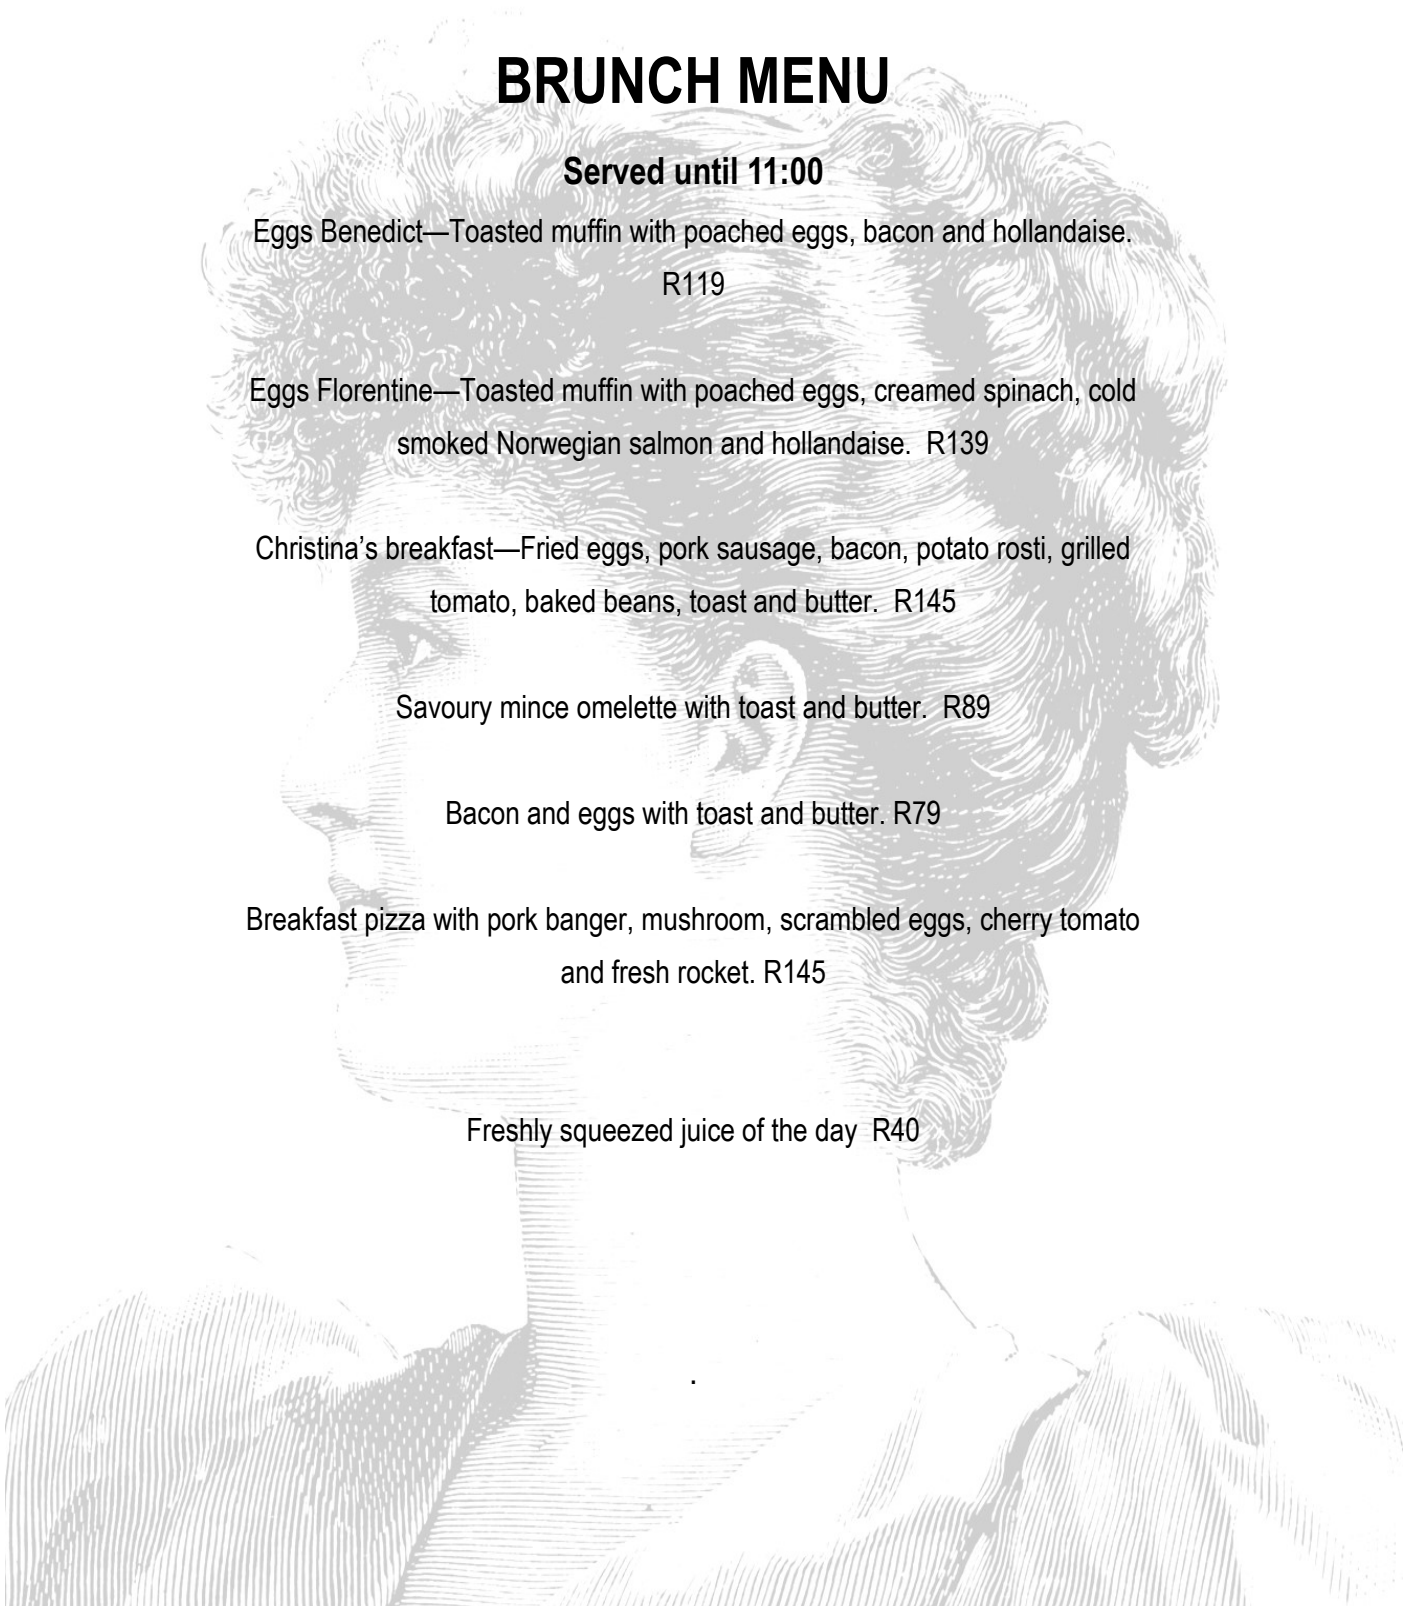 BRUNCH MENU
Served until 11:00
Eggs Benedict—Toasted muffin with poached eggs, bacon and hollandaise.
R119
Eggs Florentine—Toasted muffin with poached eggs, creamed spinach, cold
smoked Norwegian salmon and hollandaise.  R139
Christina’s breakfast—Fried eggs, pork sausage, bacon, potato rosti, grilled
tomato, baked beans, toast and butter.  R145
Savoury mince omelette with toast and butter.  R89
Bacon and eggs with toast and butter. R79
Breakfast pizza with pork banger, mushroom, scrambled eggs, cherry tomato
and fresh rocket. R145
Freshly squeezed juice of the day  R40
.